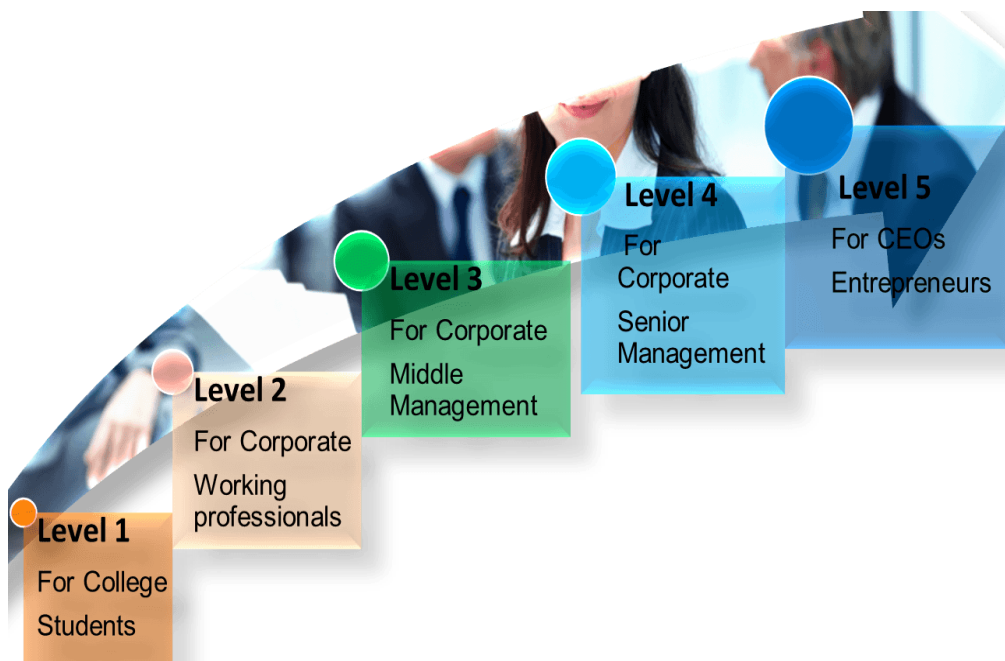 Level 1
For College
Students
Level 2
For Corporate
Working
professionals
Level 3
For Corporate
Middle
Management
Level 4
For
Corporate
Senior
Management
Level 5
For CEOs
Entrepreneurs